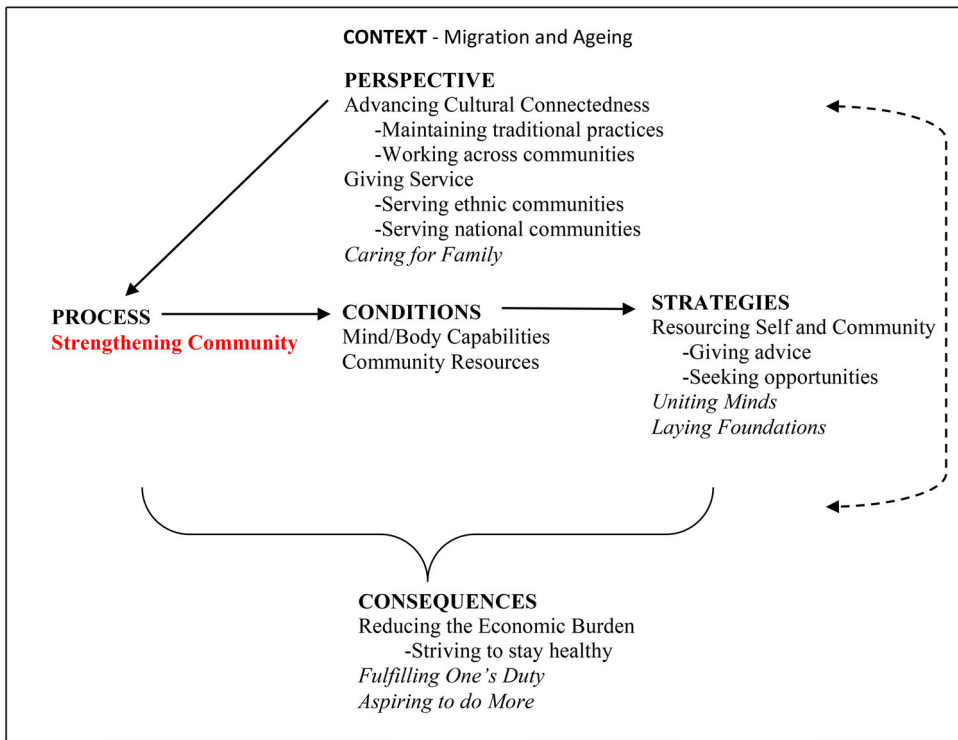 CONTEXT - Migration and Ageing
PERSPECTIVE
Advancing Cultural Connectedness
-Maintaining traditional practices
-Working across communities
Giving Service
-Serving ethnic communities
-Serving national communities
Caring for Family
PROCESS
Strengthening Community
CONDITIONS
Mind/Body Capabilities
Community Resources
STRATEGIES
Resourcing Self and Community
-Giving advice
-Seeking opportunities
Uniting Minds
Laying Foundations
CONSEQUENCES
Reducing the Economic Burden
-Striving to stay healthy
Fulfilling One's Duty
Aspiring to do More